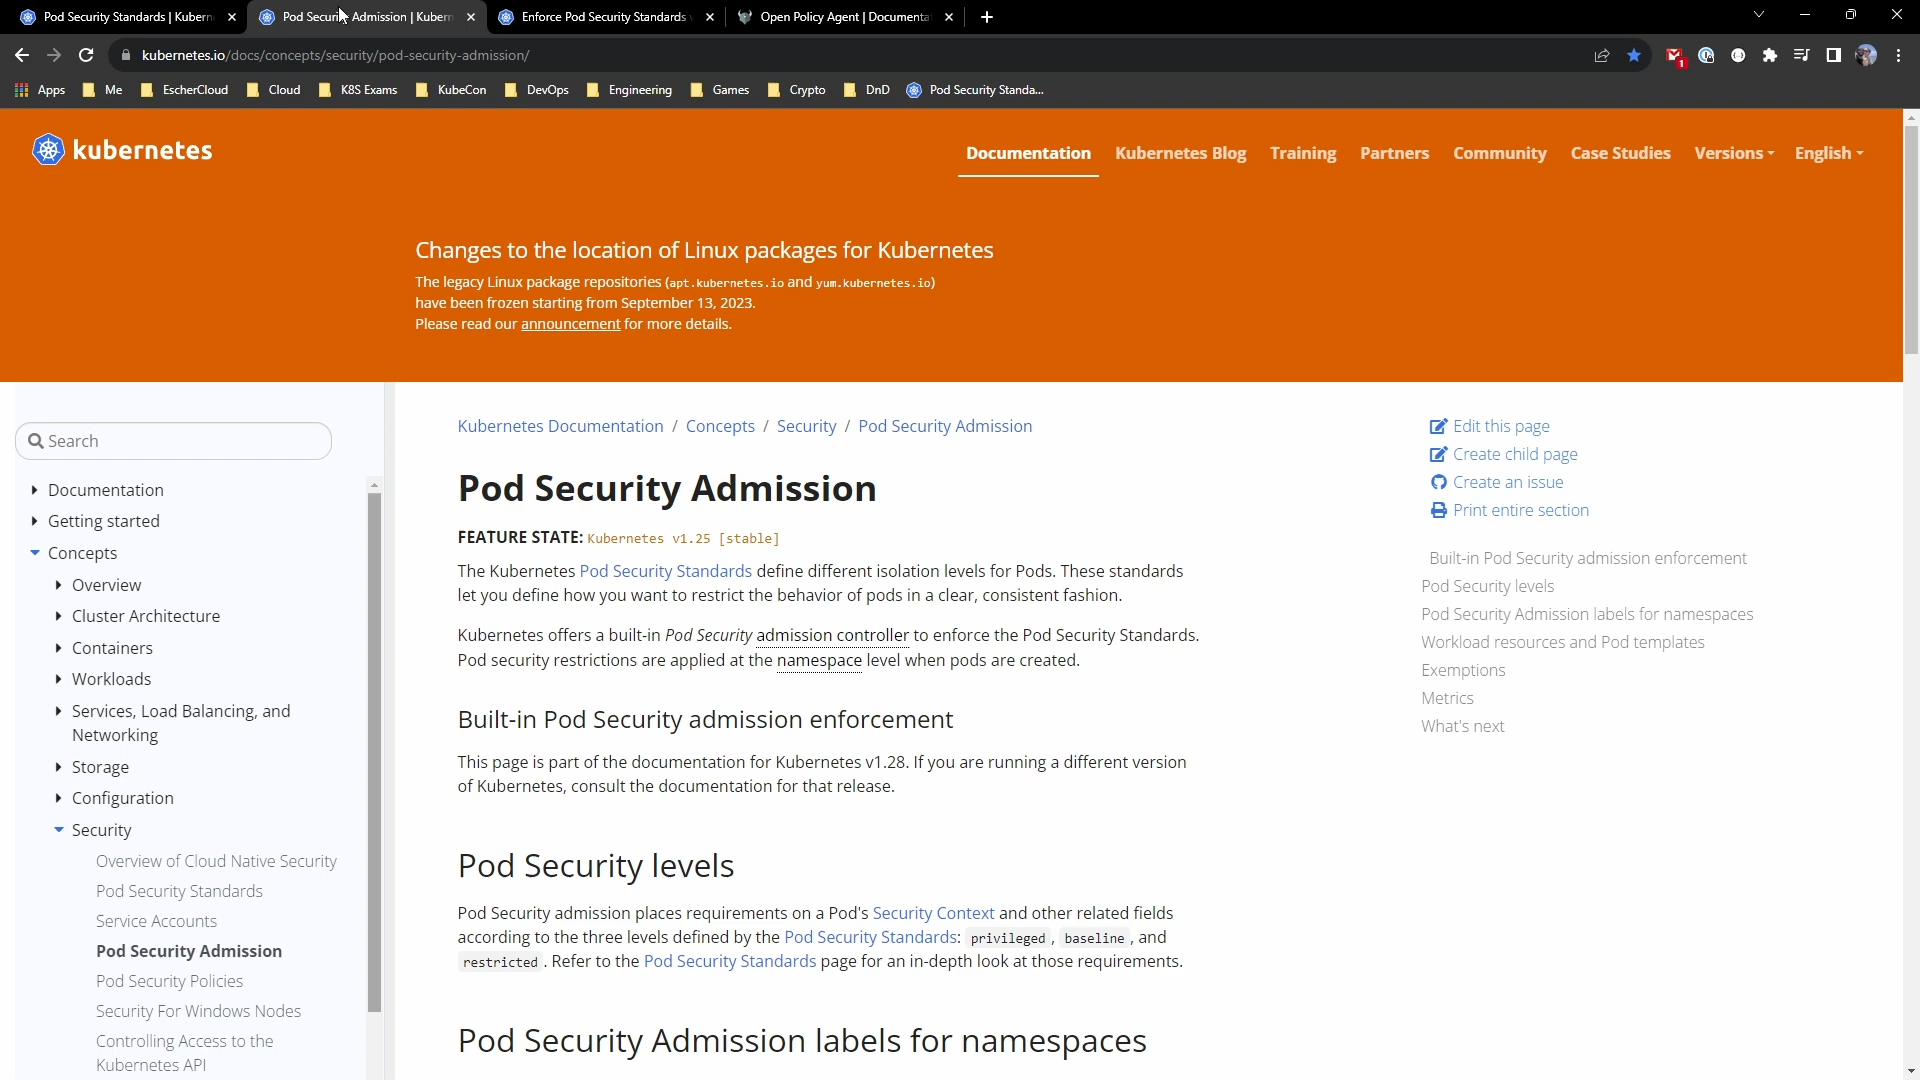 Pod Security Standards | Kubern
Pod Security Admission | Kubern
Enforce Pod Security Standards
Open Policy Agent | Documenta
kubernetes.io/docs/concepts/security/pod-security-admission/
1
Apps
Me
EscherCloud
Cloud
K8S Exams
KubeCon
DevOps
Engineering
Games
Crypto
DnD
Pod Security Standa...
kubernetes
Documentation
Kubernetes Blog
Training
Partners
Community
Case Studies
Versions
English
Changes to the location of Linux packages for Kubernetes
The legacy Linux package repositories (apt.kubernetes.io and yum.kubernetes.io)
have been frozen starting from September 13, 2023.
Please read our announcement for more details.
Search
Documentation
Getting started
Concepts
Overview
Cluster Architecture
Containers
Workloads
Services, Load Balancing, and
Networking
Storage
Configuration
Security
Overview of Cloud Native Security
Pod Security Standards
Service Accounts
Pod Security Admission
Pod Security Policies
Security For Windows Nodes
Controlling Access to the
Kubernetes API
Kubernetes Documentation / Concepts / Security / Pod Security Admission
Pod Security Admission
FEATURE STATE: Kubernetes v1.25 [stable]
The Kubernetes Pod Security Standards define different isolation levels for Pods. These standards
let you define how you want to restrict the behavior of pods in a clear, consistent fashion.
Kubernetes offers a built-in Pod Security admission controller to enforce the Pod Security Standards.
Pod security restrictions are applied at the namespace level when pods are created.
Built-in Pod Security admission enforcement
This page is part of the documentation for Kubernetes v1.28. If you are running a different version
of Kubernetes, consult the documentation for that release.
Pod Security levels
Pod Security admission places requirements on a Pod's Security Context and other related fields
according to the three levels defined by the Pod Security Standards: privileged, baseline, and
restricted. Refer to the Pod Security Standards page for an in-depth look at those requirements.
Pod Security Admission labels for namespaces
Edit this page
Create child page
Create an issue
Print entire section
Built-in Pod Security admission enforcement
Pod Security levels
Pod Security Admission labels for namespaces
Workload resources and Pod templates
Exemptions
Metrics
What's next